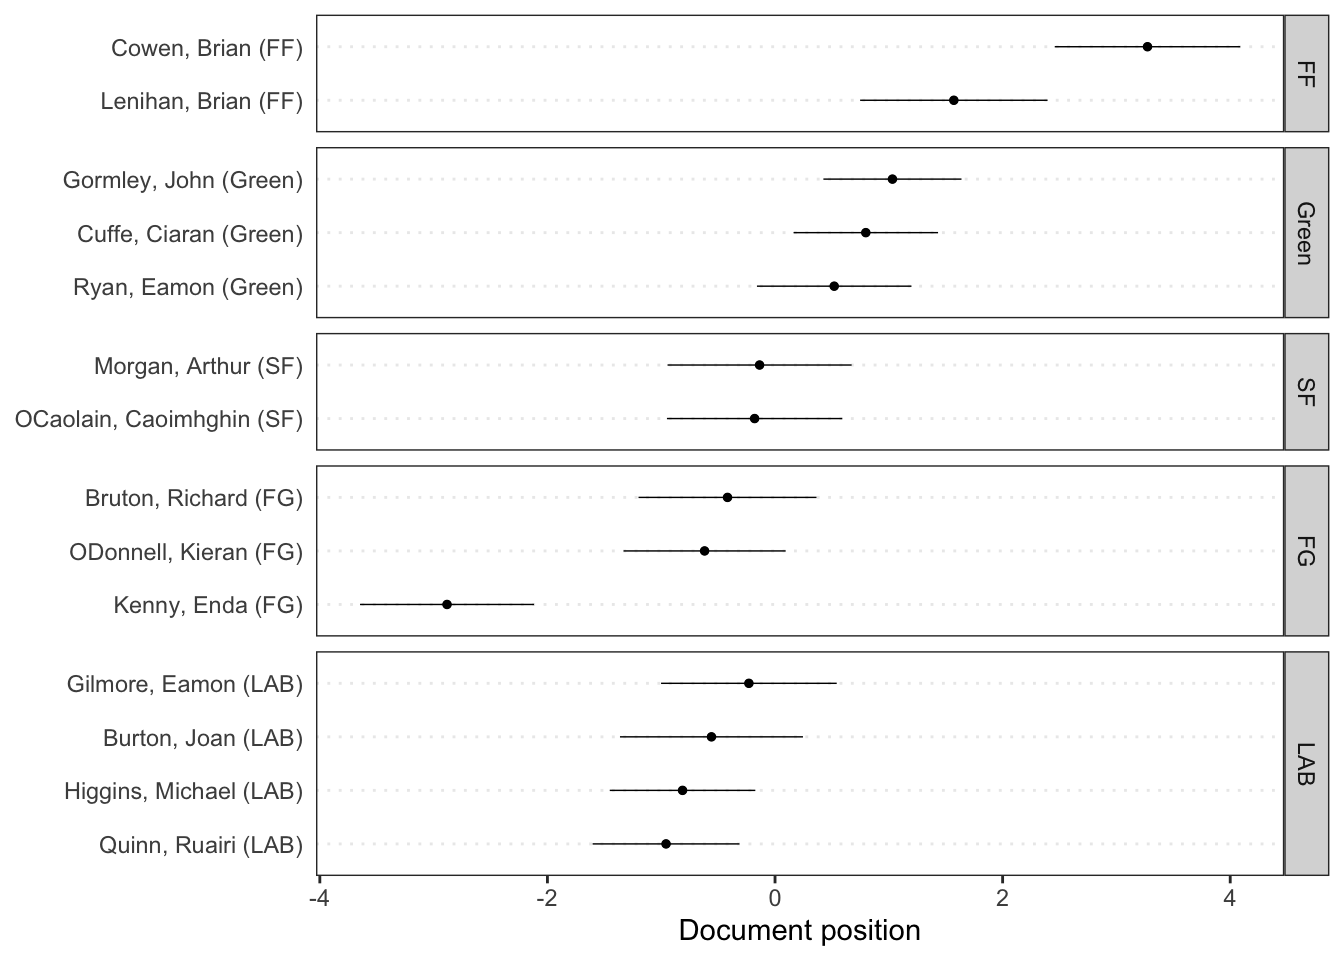 Cowen, Brian (FF)
Lenihan, Brian (FF)
FF
Gormley, John (Green)
Cuffe, Ciaran (Green)
Ryan, Eamon (Green)
Green
Morgan, Arthur (SF)
OCaolain, Caoimhghin (SF)
SF
Bruton, Richard (FG)
ODonnell, Kieran (FG)
Kenny, Enda (FG)
FG
Gilmore, Eamon (LAB)
Burton, Joan (LAB)
Higgins, Michael (LAB)
Quinn, Ruairi (LAB)
LAB
-4 -2 0 2 4
Document position